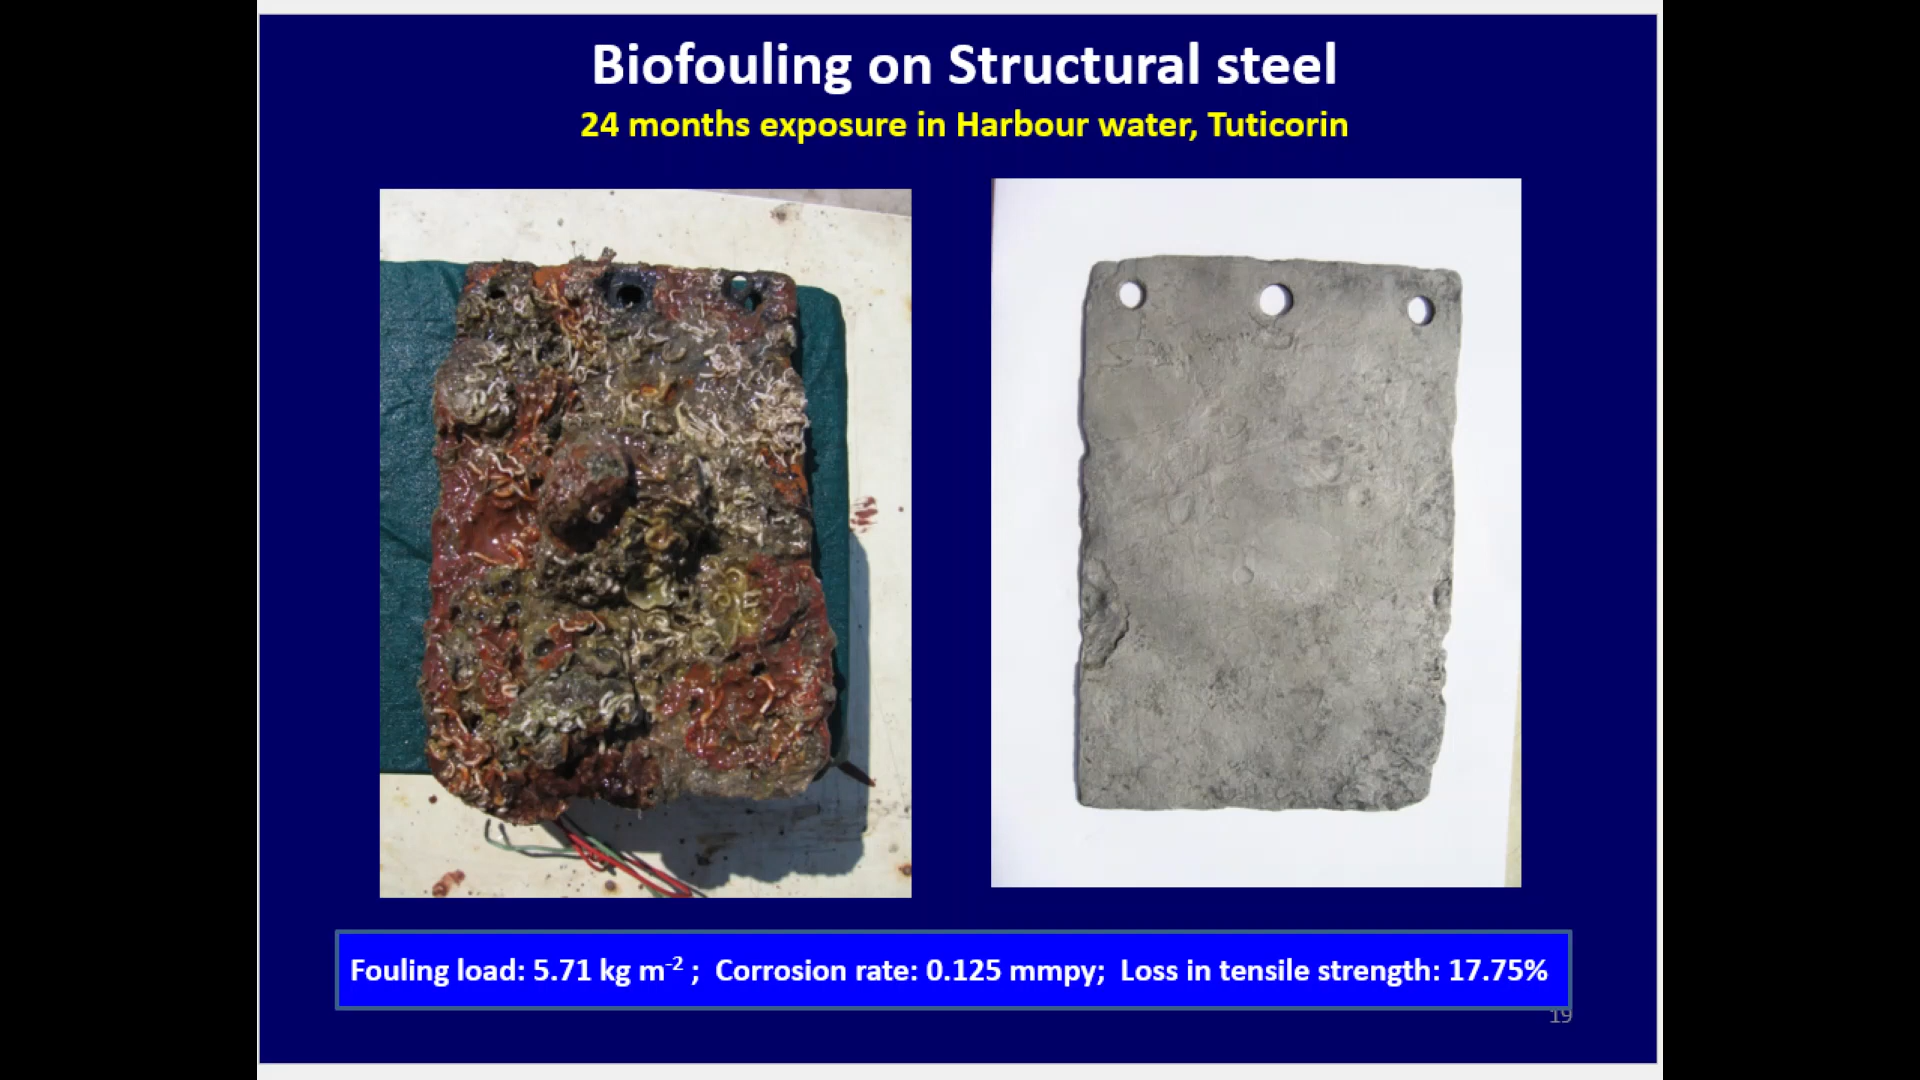 Biofouling on Structural steel
24 months exposure in Harbour water, Tuticorin
Fouling load: 5.71 kg m-2 ;  Corrosion rate: 0.125 mmpy;  Loss in tensile strength: 17.75%
19